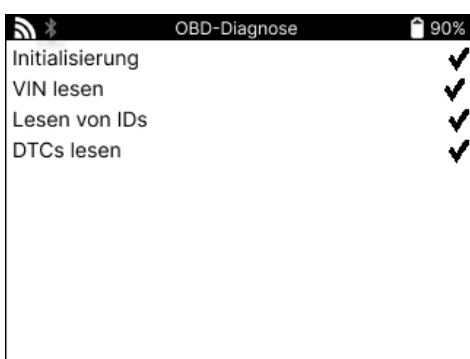 OBD-Diagnose 90%
Initialisierung
VIN lesen
Lesen von IDs
DTCs lesen